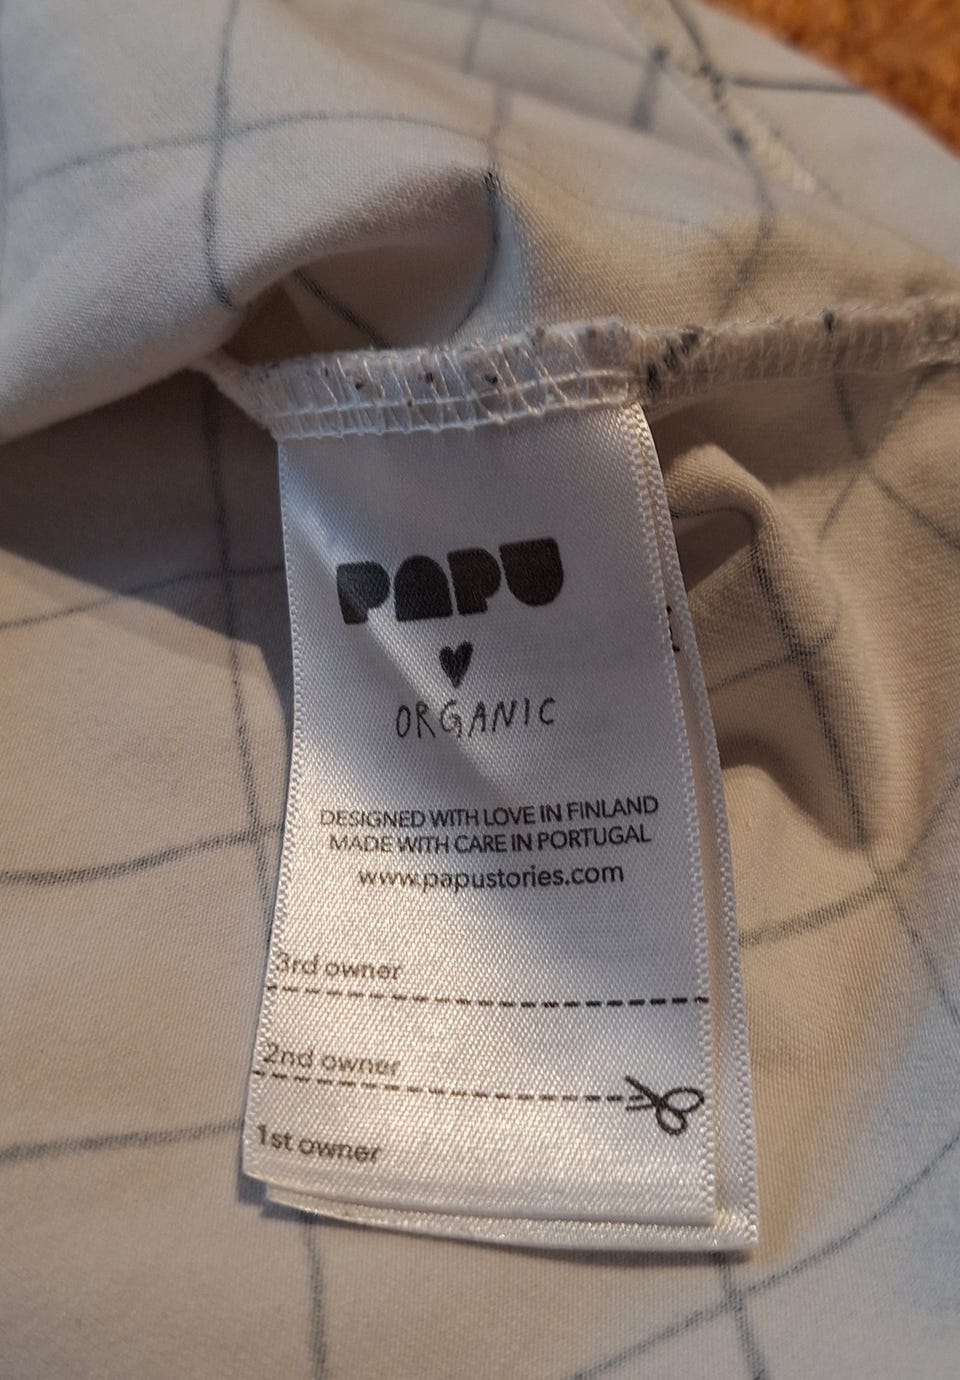 PAPU
ORGANIC
DESIGNED WITH LOVE IN FINLAND
MADE WITH CARE IN PORTUGAL
www.papustories.com
3rd owner
2nd owner
1st owner